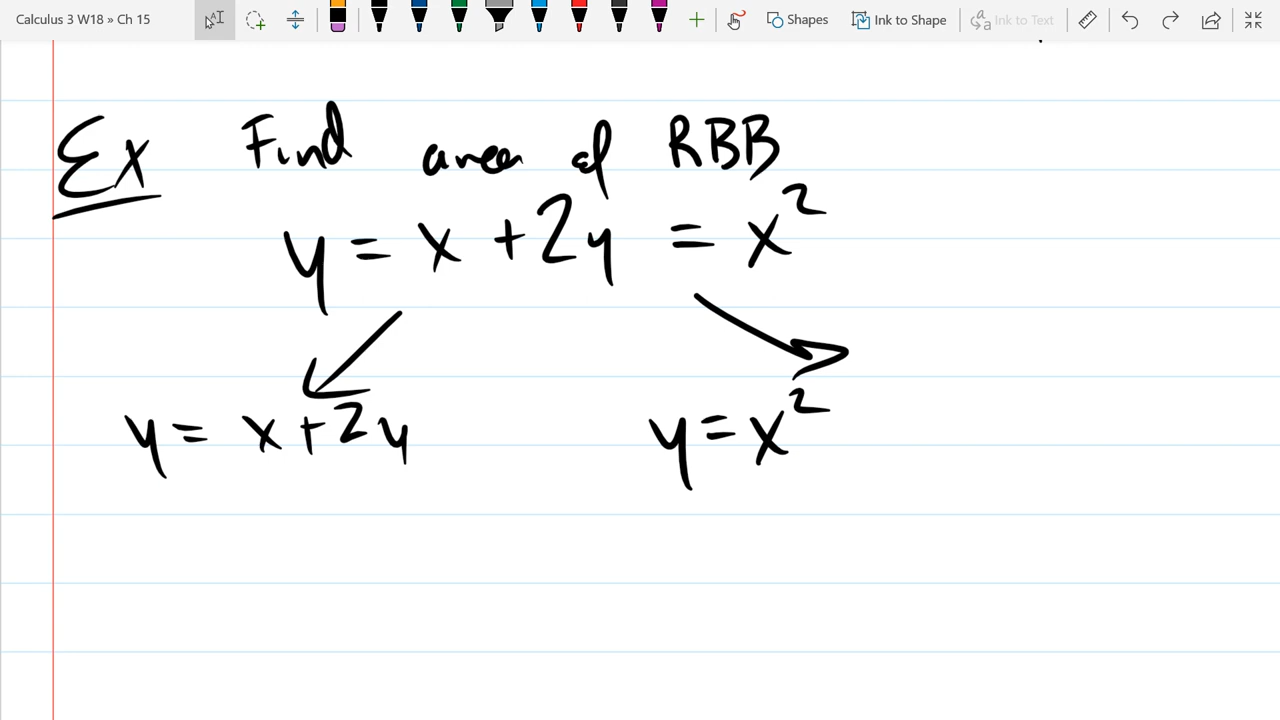 Calculus 3 W18 » Ch 15 Shapes Ink to Shape Ink to Text
Ex Find area of RBB
y = x + 2y = x²
y = x + 2y y = x²